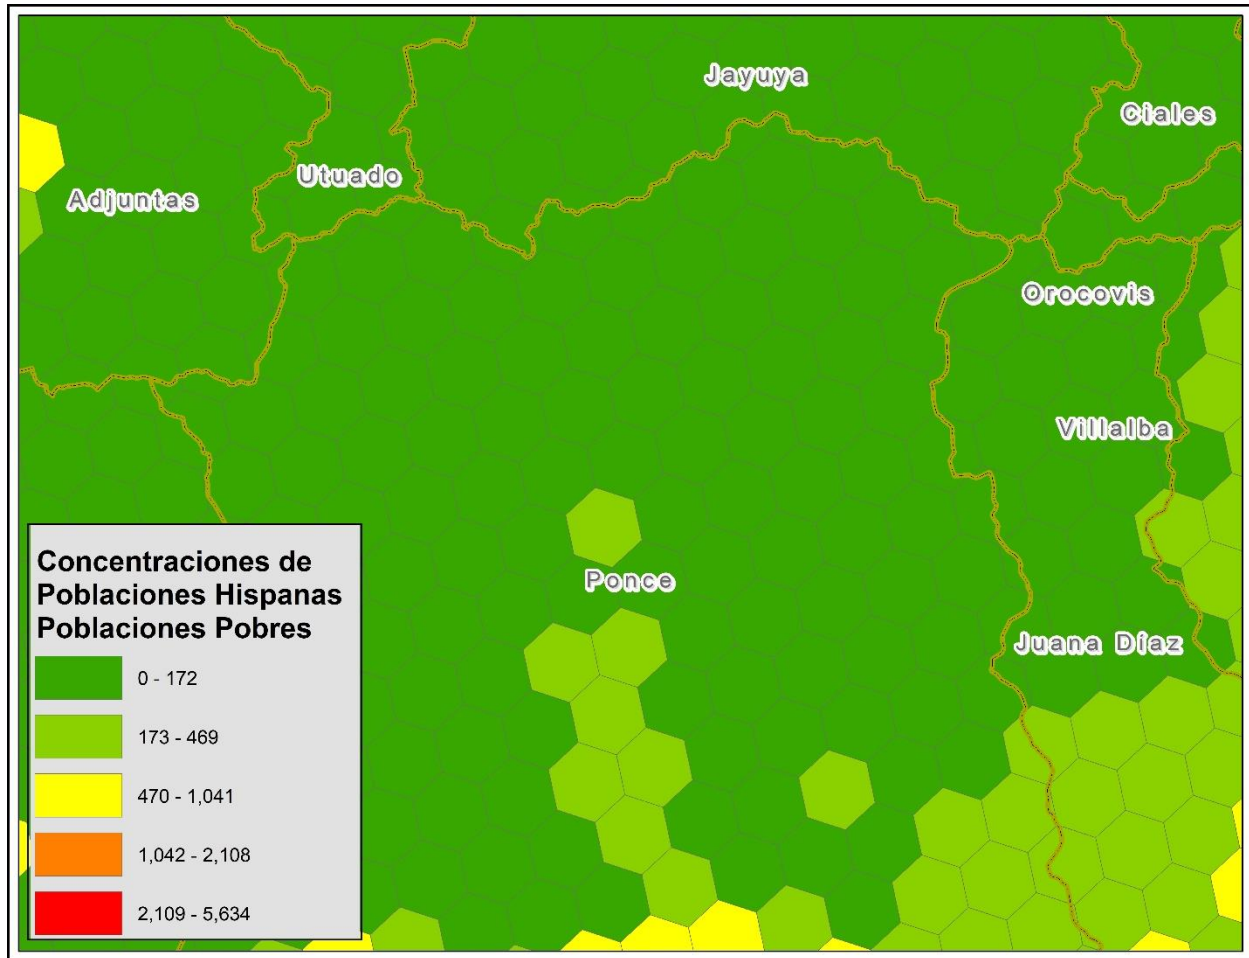 Jayuya
Ciales
Utuado
Adjuntas
Orocovis
Villalba
Ponce
Juana Díaz
Concentraciones de
Poblaciones Hispanas
Poblaciones Pobres
0 - 172
173 - 469
470 - 1,041
1,042 - 2,108
2,109 - 5,634